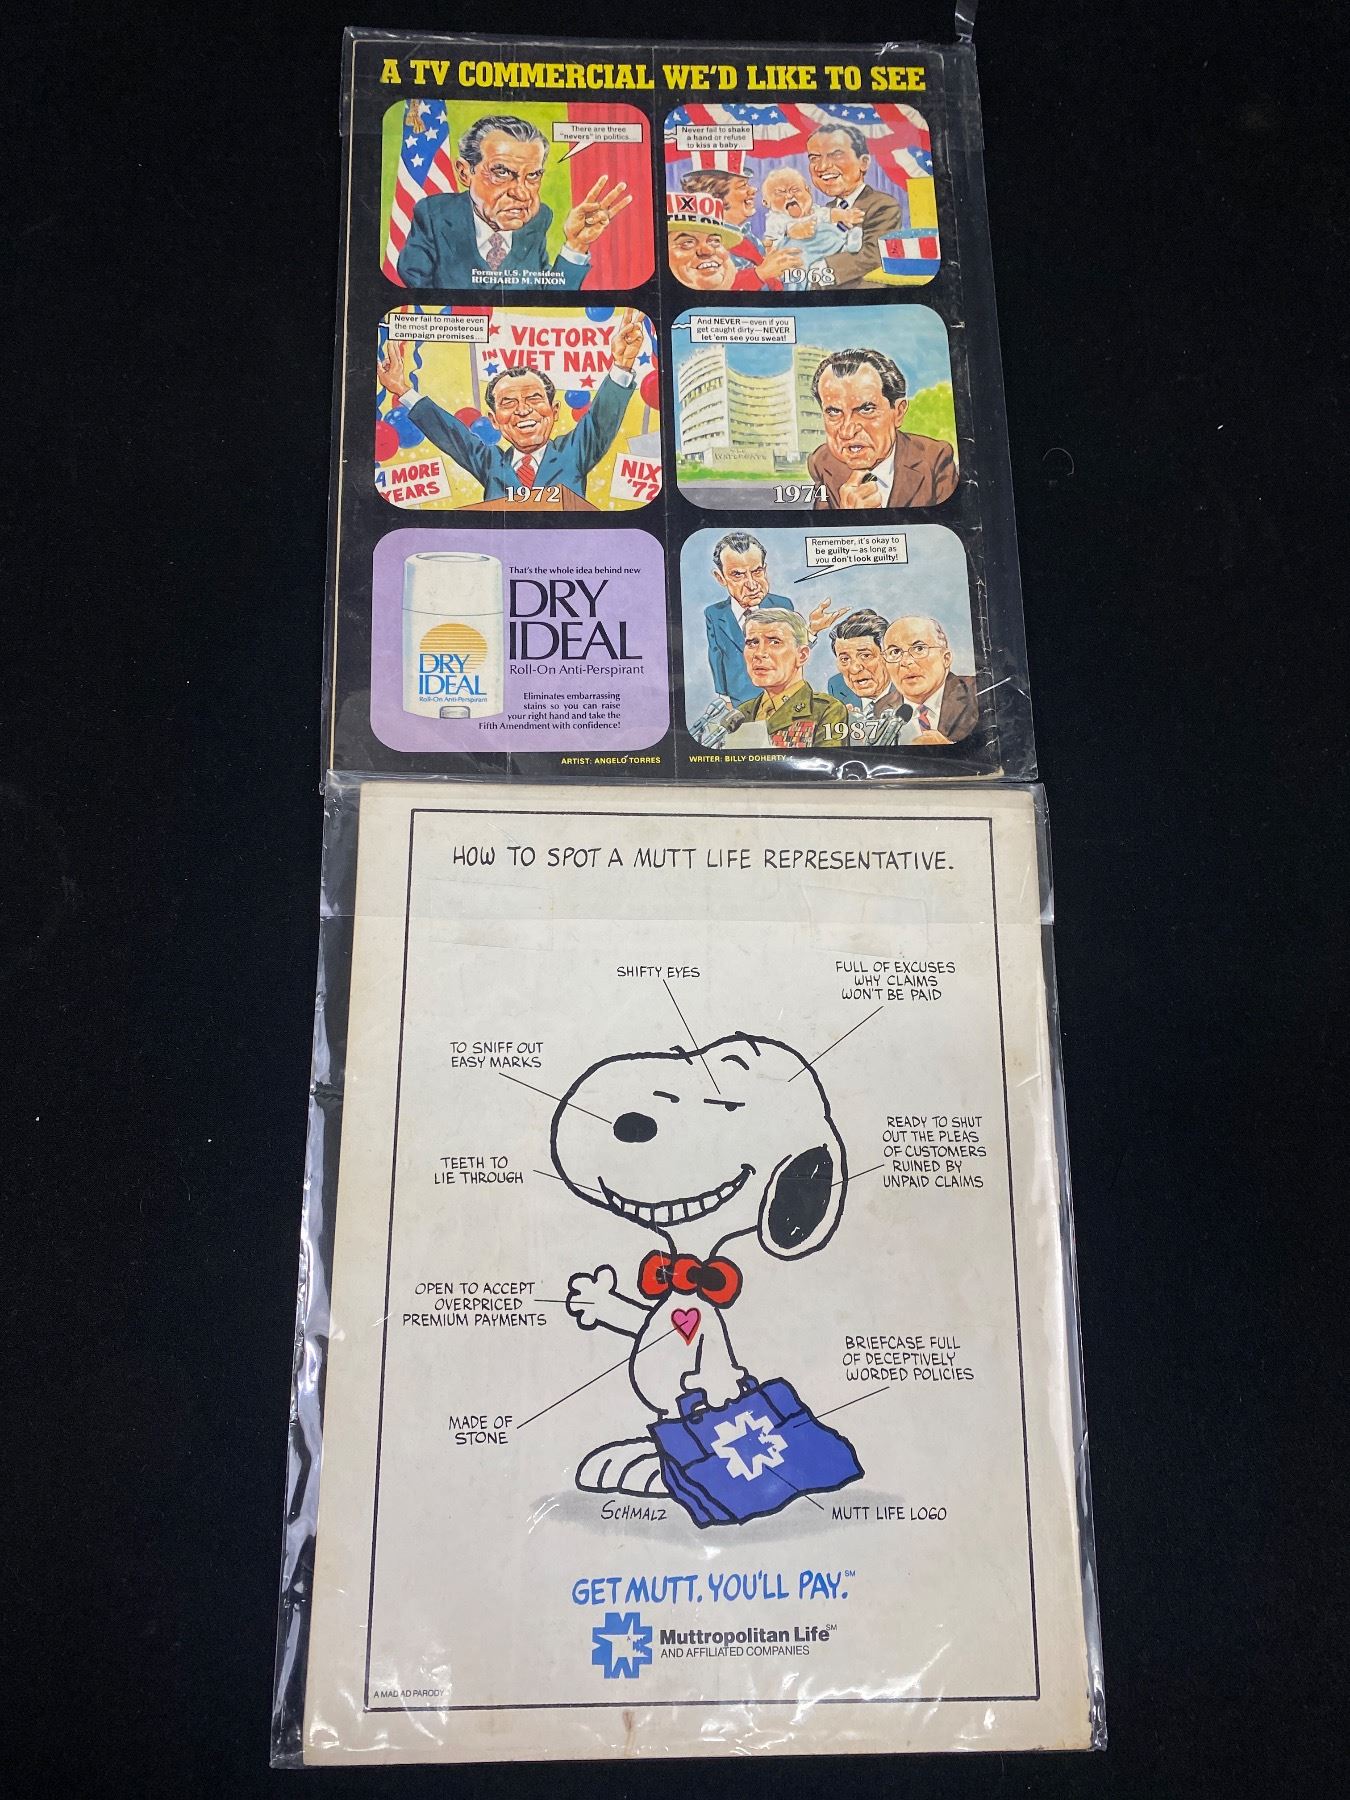 A TV COMMERCIAL WE'D LIKE TO SEE
There are three
"nevers" in politics...
Former U.S. President
RICHARD M. NIXON
Never fail to shake
a hand or refuse
to kiss a baby...
IXON
1968
Never fail to make even
the most preposterous
campaign promises...
VICTORY
IN VIET NAM
4 MORE
YEARS
NIX
'72
1972
And NEVER—even if you
get caught dirty—NEVER
let 'em see you sweat!
THE
WATERGATE
1974
That's the whole idea behind new
DRY
IDEAL
Roll-On Anti-Perspirant
DRY
IDEAL
Roll-On Anti-Perspirant
Eliminates embarrassing
stains so you can raise
your right hand and take the
Fifth Amendment with confidence!
Remember, it's okay to
be guilty—as long as
you don't look guilty!
1987
ARTIST: ANGELO TORRES
WRITER: BILLY DOHERTY
HOW TO SPOT A MUTT LIFE REPRESENTATIVE.
SHIFTY EYES
FULL OF EXCUSES
WHY CLAIMS
WON'T BE PAID
TO SNIFF OUT
EASY MARKS
READY TO SHUT
OUT THE PLEAS
OF CUSTOMERS
RUINED BY
UNPAID CLAIMS
TEETH TO
LIE THROUGH
OPEN TO ACCEPT
OVERPRICED
PREMIUM PAYMENTS
BRIEFCASE FULL
OF DECEPTIVELY
WORDED POLICIES
MADE OF
STONE
SCHMALZ
MUTT LIFE LOGO
GET MUTT. YOU'LL PAY.SM
Muttropolitan LifeSM
AND AFFILIATED COMPANIES
A MAD AD PARODY